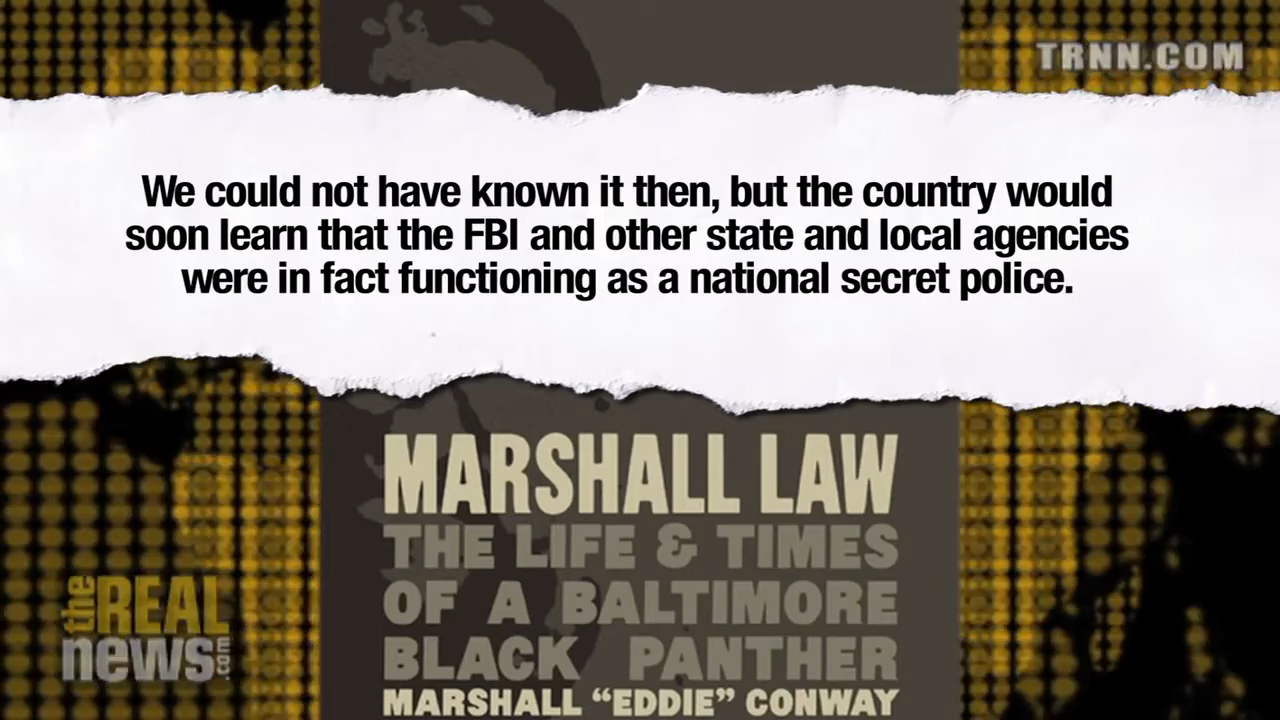 TRNN.COM
We could not have known it then, but the country would
soon learn that the FBI and other state and local agencies
were in fact functioning as a national secret police.
MARSHALL LAW
THE LIFE & TIMES
OF A BALTIMORE
BLACK PANTHER
MARSHALL “EDDIE” CONWAY
the REAL
news.com